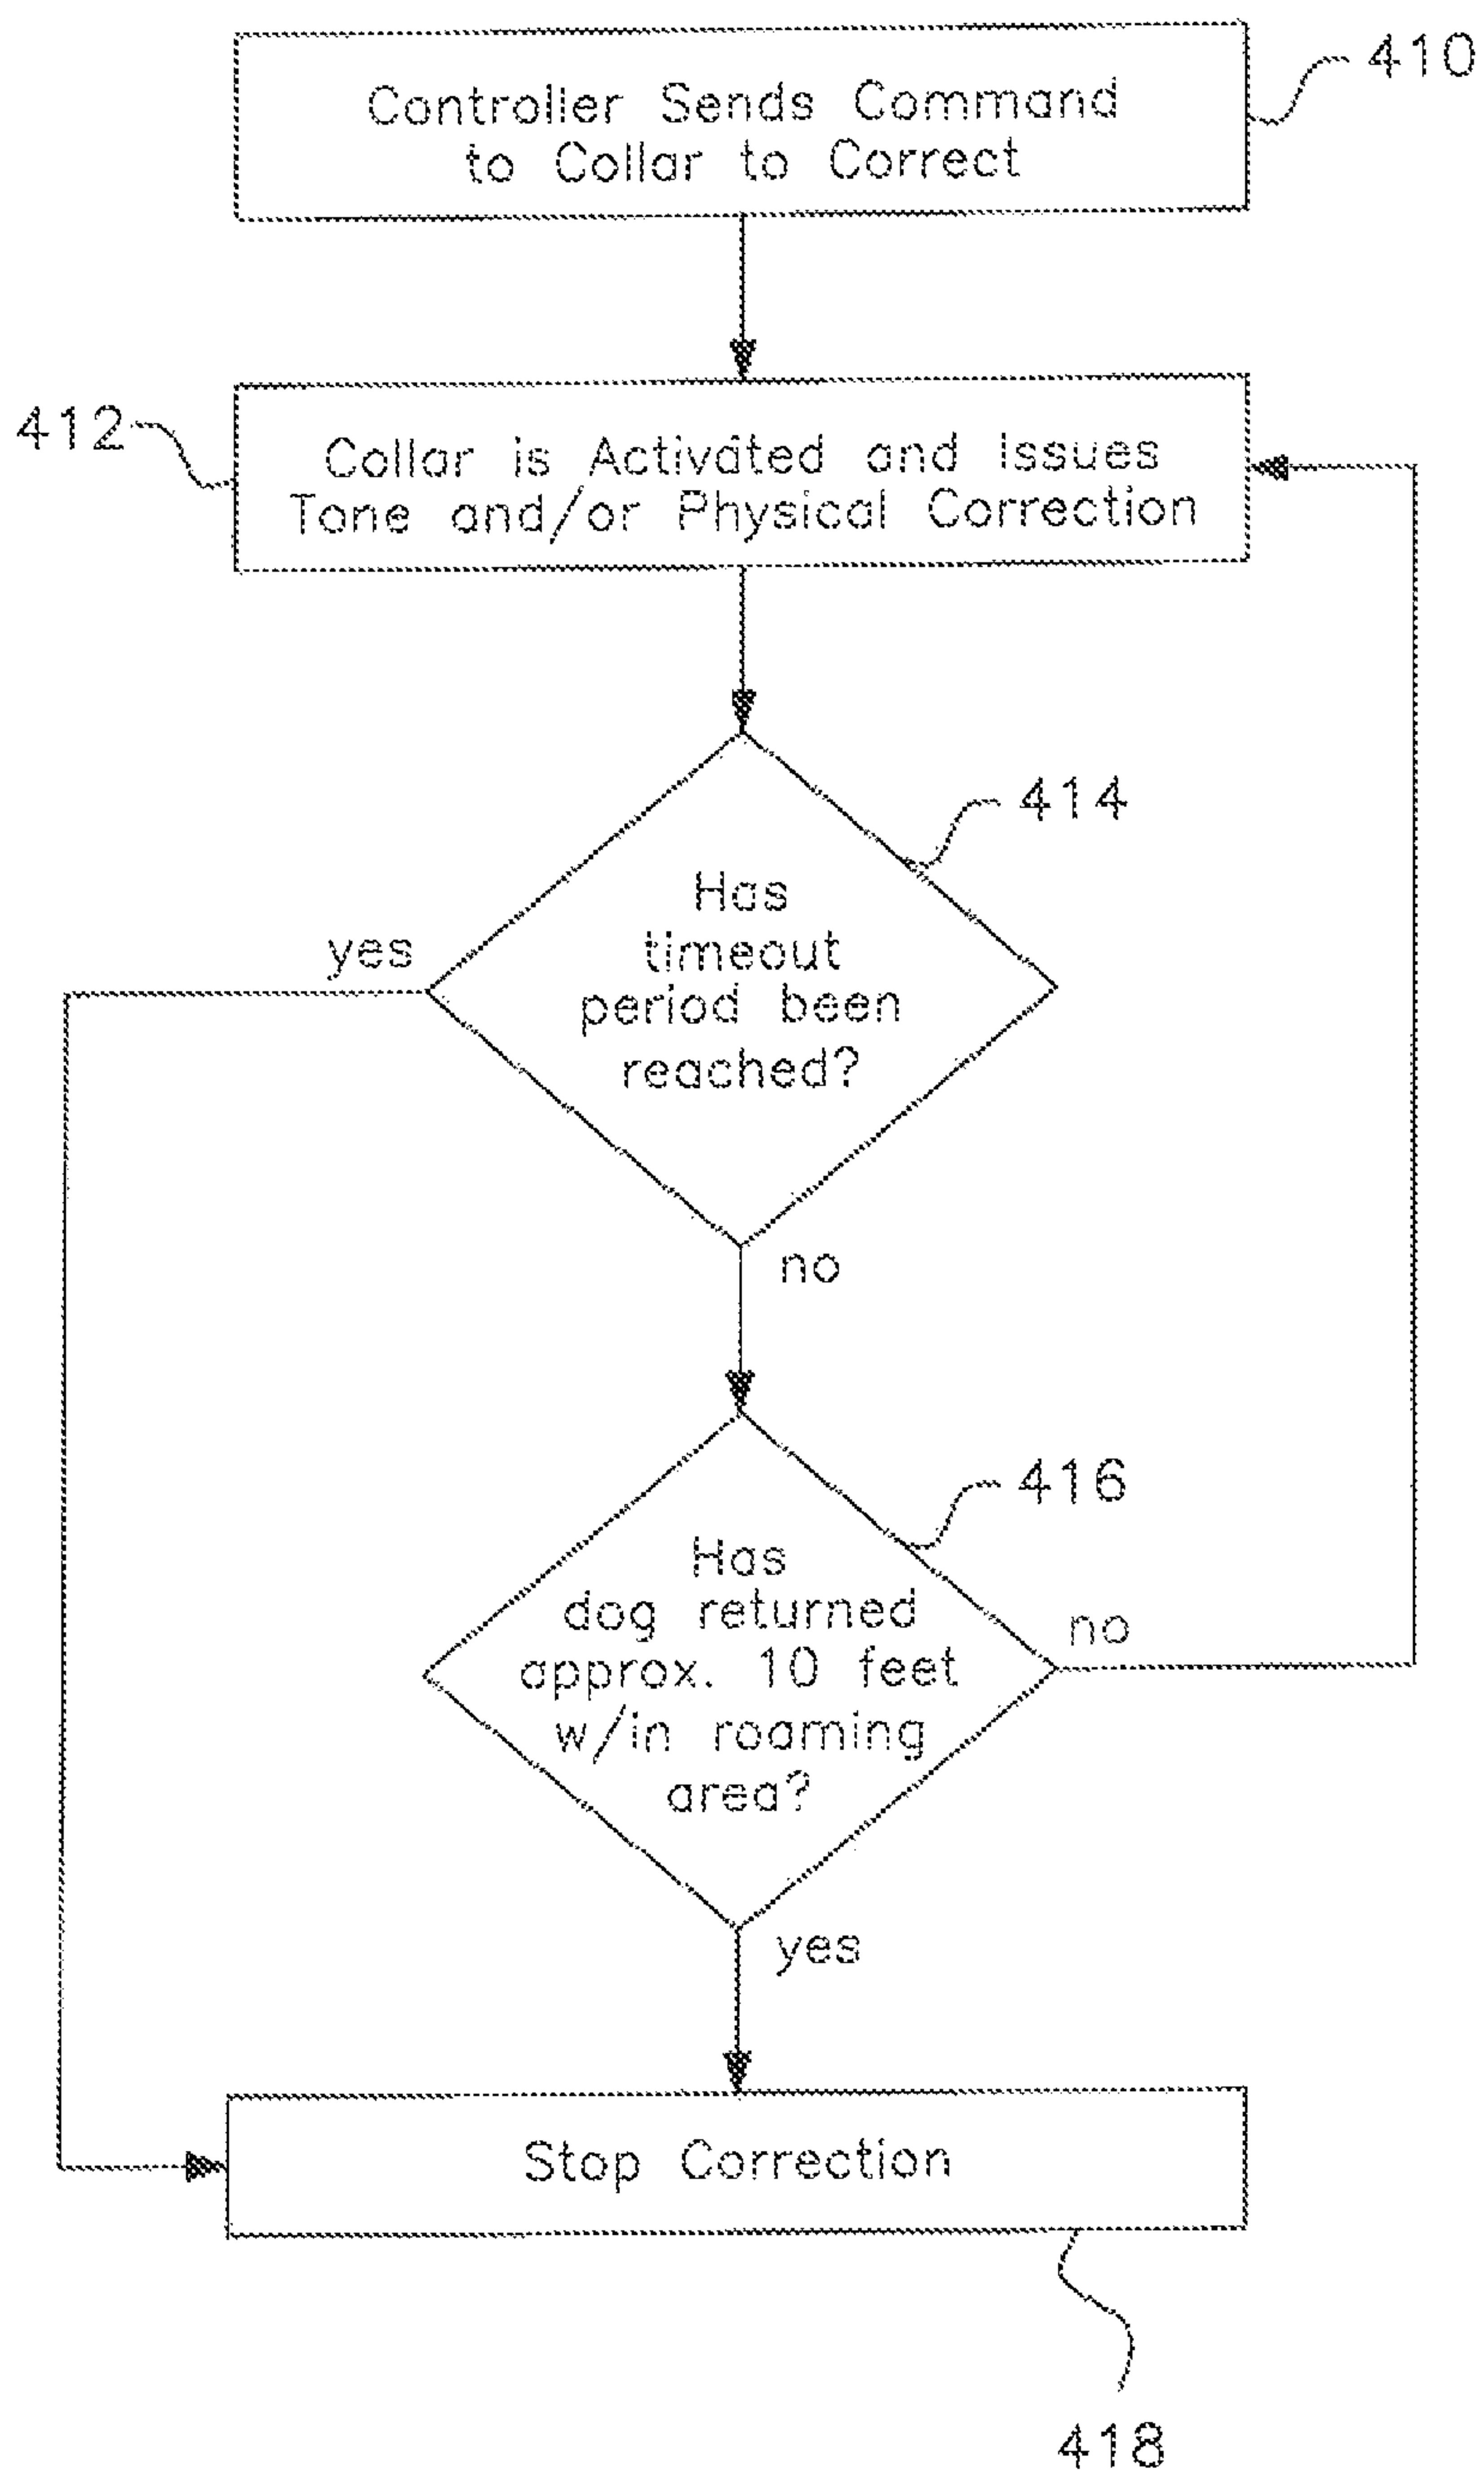 410
Controller Sends Command
to Collar to Correct
412
Collar is Activated and Issues
Tone and/or Physical Correction
414
Has
timeout
period been
reached?
yes
no
416
Has
dog returned
approx. 10 feet
w/in roaming
area?
no
yes
Stop Correction
418